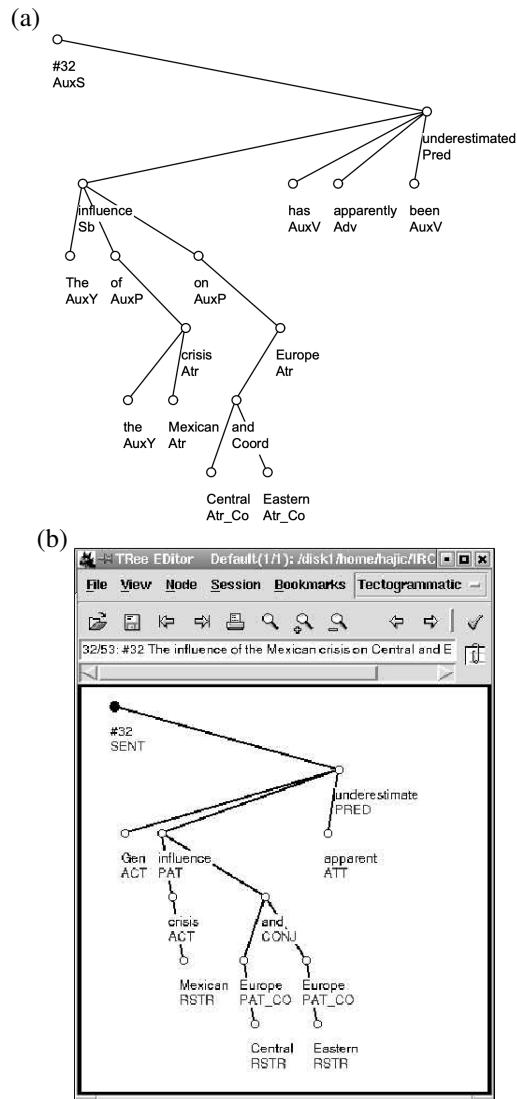 (a)
#32
AuxS
underestimated
Pred
influence
Sb
has apparently been
AuxV Adv AuxV
The of on
AuxY AuxP AuxP
crisis Europe
Atr Atr
the Mexican and
AuxY Atr Coord
Central Eastern
Atr_Co Atr_Co
(b)
TRee EDitor Default(1/1): /disk1/home/hajic/IRC
File View Node Session Bookmarks Tectogrammatic
32/53: #32 The influence of the Mexican crisis on Central and E
#32
SENT
underestimate
PRED
Gen influence apparent
ACT PAT ATT
crisis and
ACT CONJ
Mexican Europe Europe
RSTR PAT_CO PAT_CO
Central Eastern
RSTR RSTR